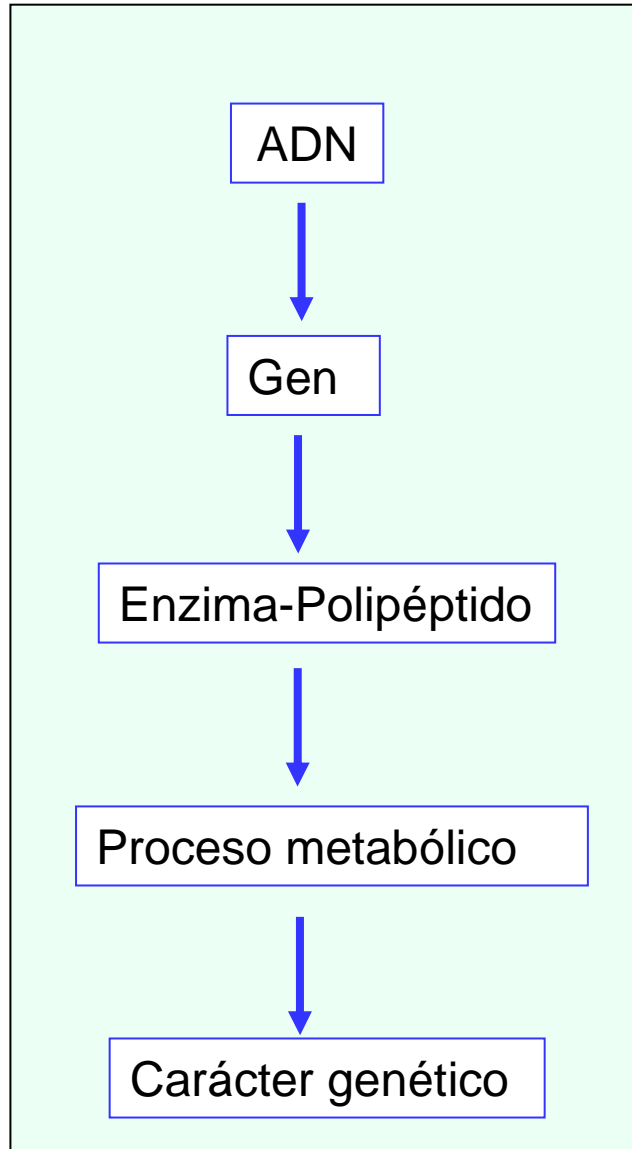 ADN
Gen
Enzima-Polipéptido
Proceso metabólico
Carácter genético